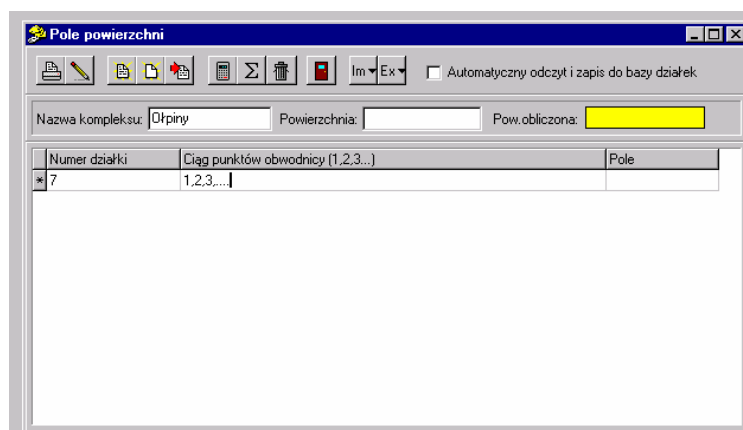 Pole powierzchni
Im Ex Automatyczny odczyt i zapis do bazy działek
Nazwa kompleksu: Ołpiny Powierzchnia: Pow.obliczona:
Numer działki Ciąg punktów obwodnicy (1,2,3...) Pole
* 7 1,2,3,....